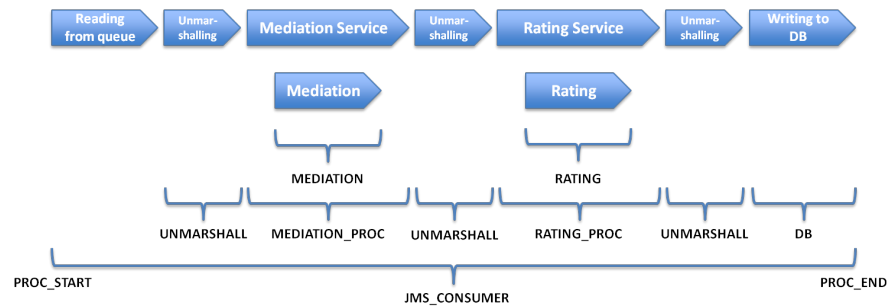 Reading
from queue
Unmar-
shalling
Mediation Service
Unmar-
shalling
Rating Service
Unmar-
shalling
Writing to
DB
Mediation
Rating
MEDIATION
RATING
UNMARSHALL
MEDIATION_PROC
UNMARSHALL
RATING_PROC
UNMARSHALL
DB
PROC_START
PROC_END
JMS_CONSUMER